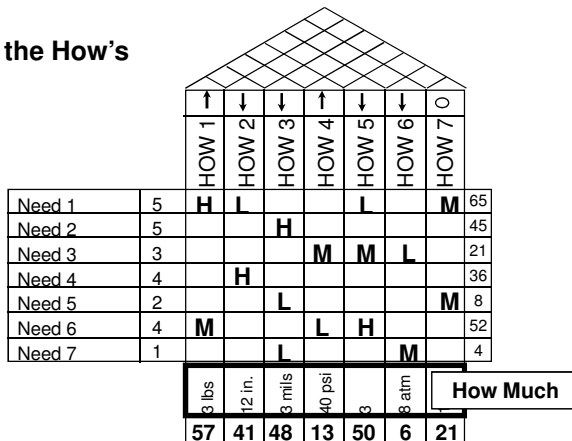 the How's
↑ ↓ ↓ ↑ ↓ ↓ O
HOW 1 HOW 2 HOW 3 HOW 4 HOW 5 HOW 6 HOW 7
Need 1 5 H L L M 65
Need 2 5 H 45
Need 3 3 M M L 21
Need 4 4 H 36
Need 5 2 L M 8
Need 6 4 M L H 52
Need 7 1 L M 4
3 lbs 12 in. 3 mils 40 psi 3 8 atm
How Much
57 41 48 13 50 6 21